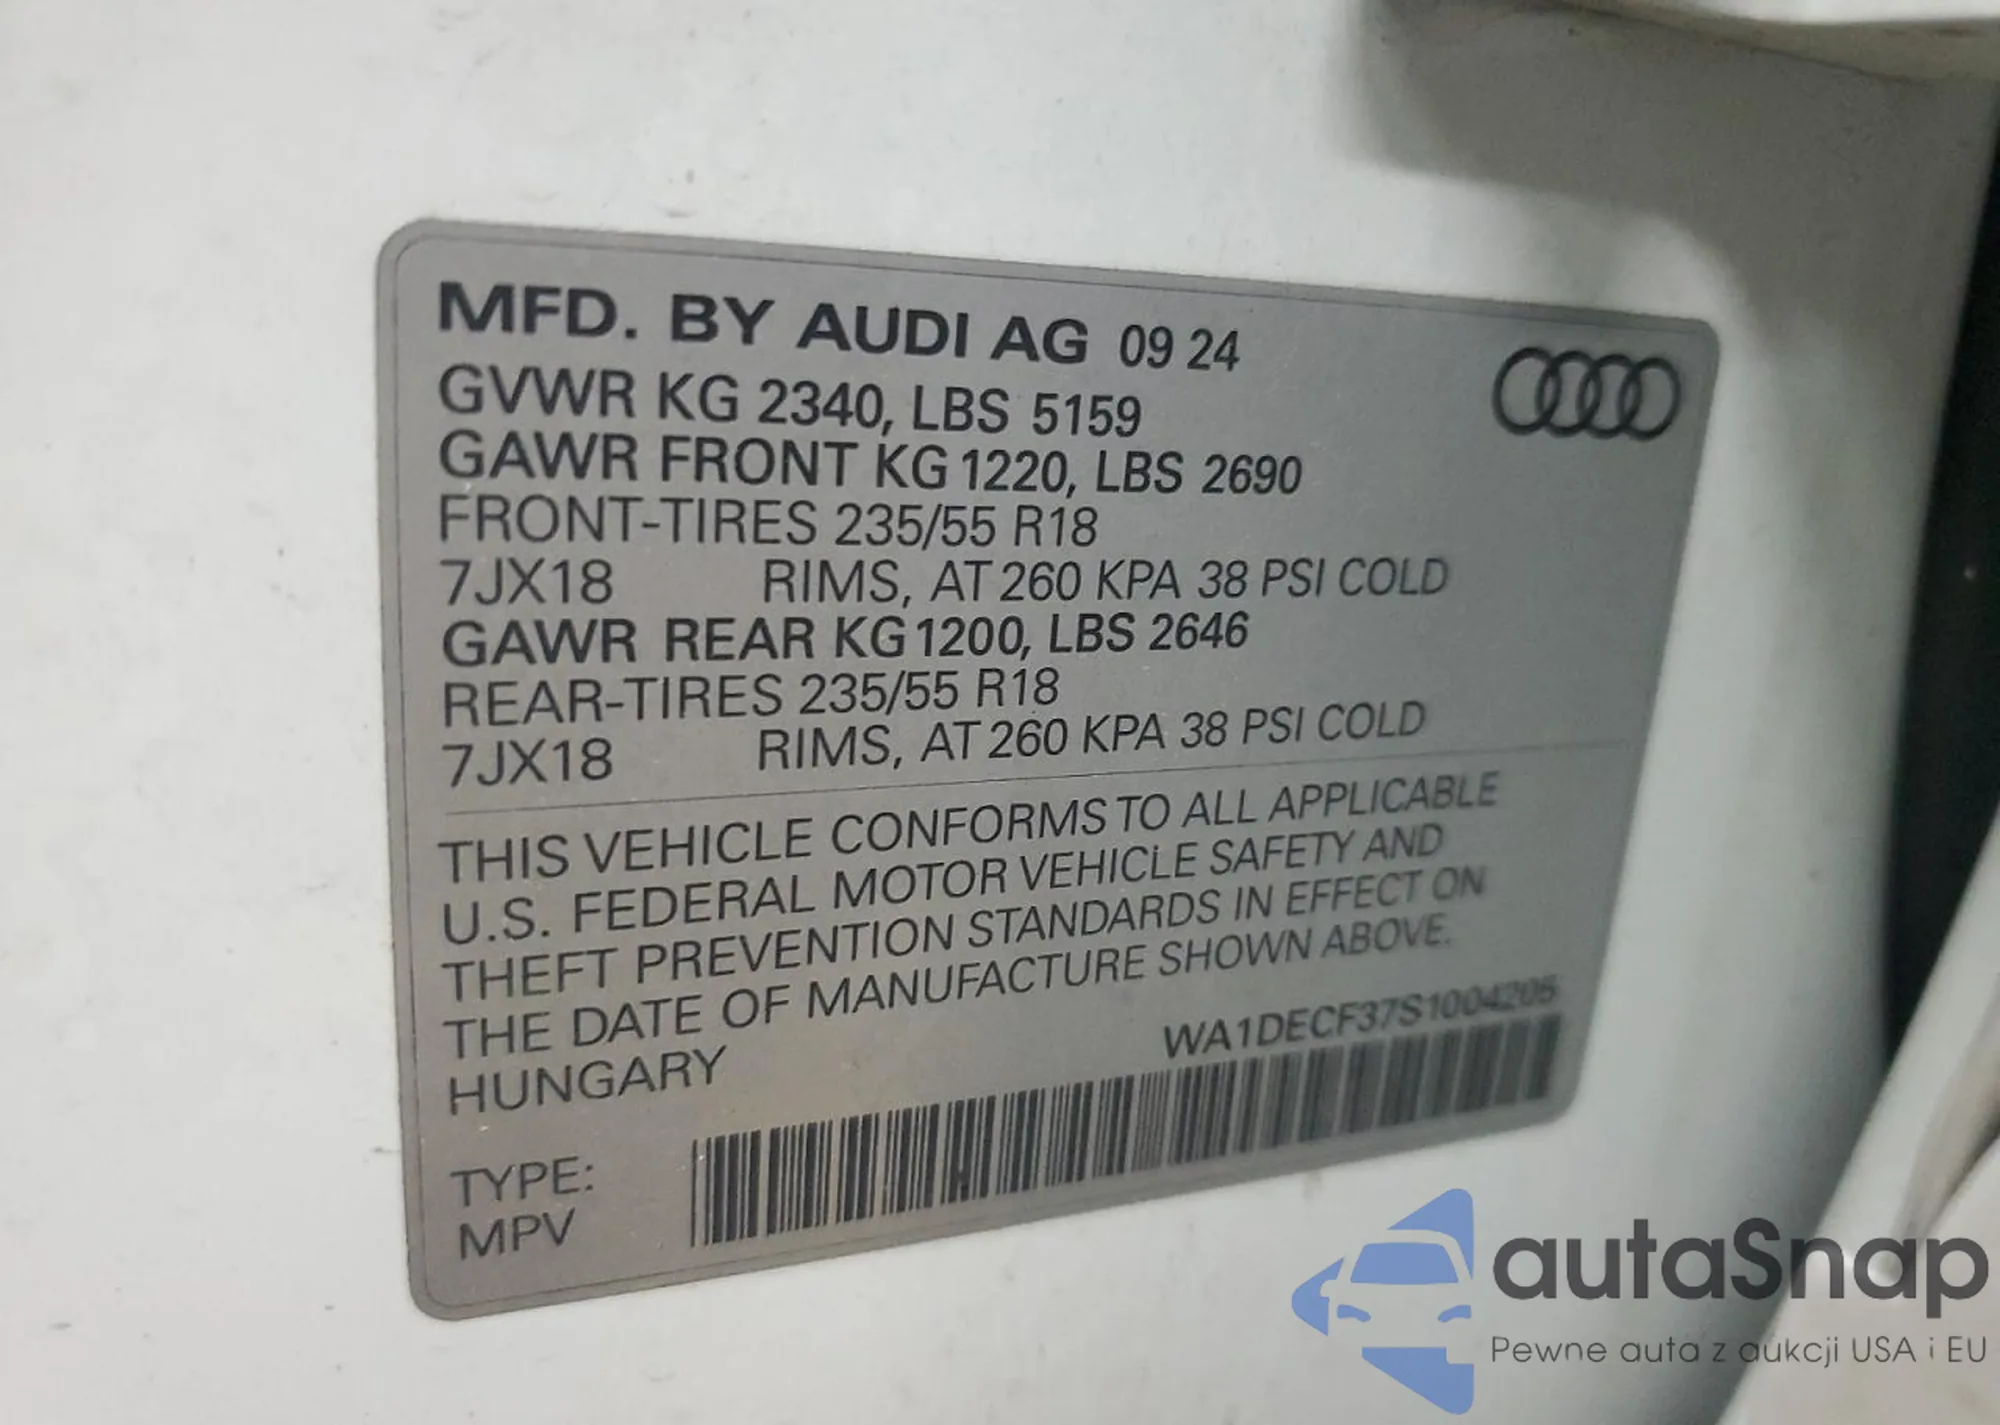 MFD. BY AUDI AG 09 24
GVWR KG 2340, LBS 5159
GAWR FRONT KG 1220, LBS 2690
FRONT-TIRES 235/55 R18
7JX18 RIMS, AT 260 KPA 38 PSI COLD
GAWR REAR KG 1200, LBS 2646
REAR-TIRES 235/55 R18
7JX18 RIMS, AT 260 KPA 38 PSI COLD
THIS VEHICLE CONFORMS TO ALL APPLICABLE
U.S. FEDERAL MOTOR VEHICLE SAFETY AND
THEFT PREVENTION STANDARDS IN EFFECT ON
THE DATE OF MANUFACTURE SHOWN ABOVE.
HUNGARY
WA1DECF37S1004205
TYPE:
MPV
autaSnap
Pewne auta z aukcji USA i EU